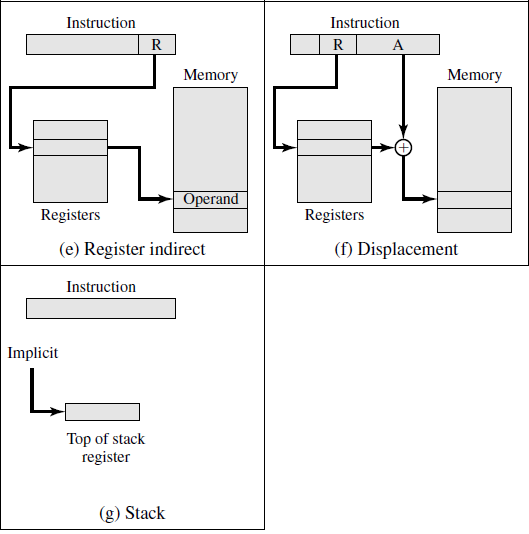 Instruction
R
Memory
Operand
Registers
(e) Register indirect
Instruction
R A
Memory
+
Registers
(f) Displacement
Instruction
Implicit
Top of stack
register
(g) Stack